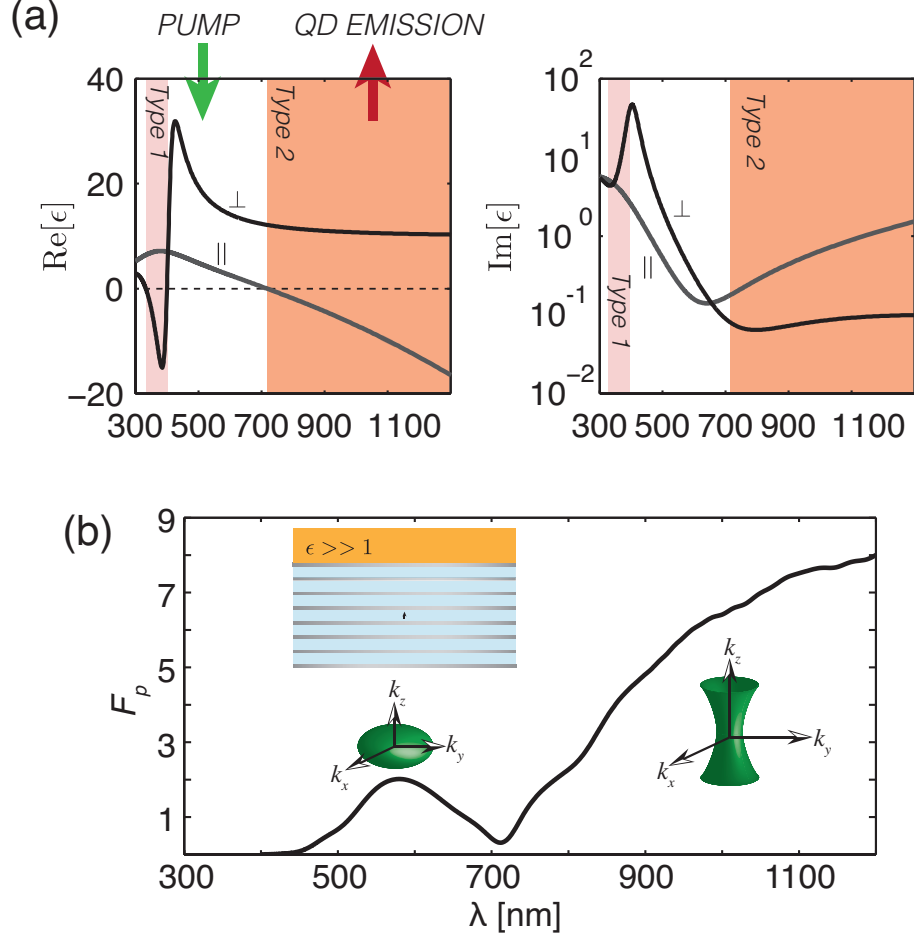 (a)
PUMP
QD EMISSION
40
20
0
−20
Re[ϵ]
Type 1
Type 2
⊥
||
300 500 700 900 1100
10²
10¹
10⁰
10⁻¹
10⁻²
Im[ϵ]
Type 1
Type 2
⊥
||
300 500 700 900 1100
(b)
9
7
5
3
1
Fₚ
ϵ >> 1
k_z
k_y
k_x
k_z
k_y
k_x
300 500 700 900 1100
λ [nm]